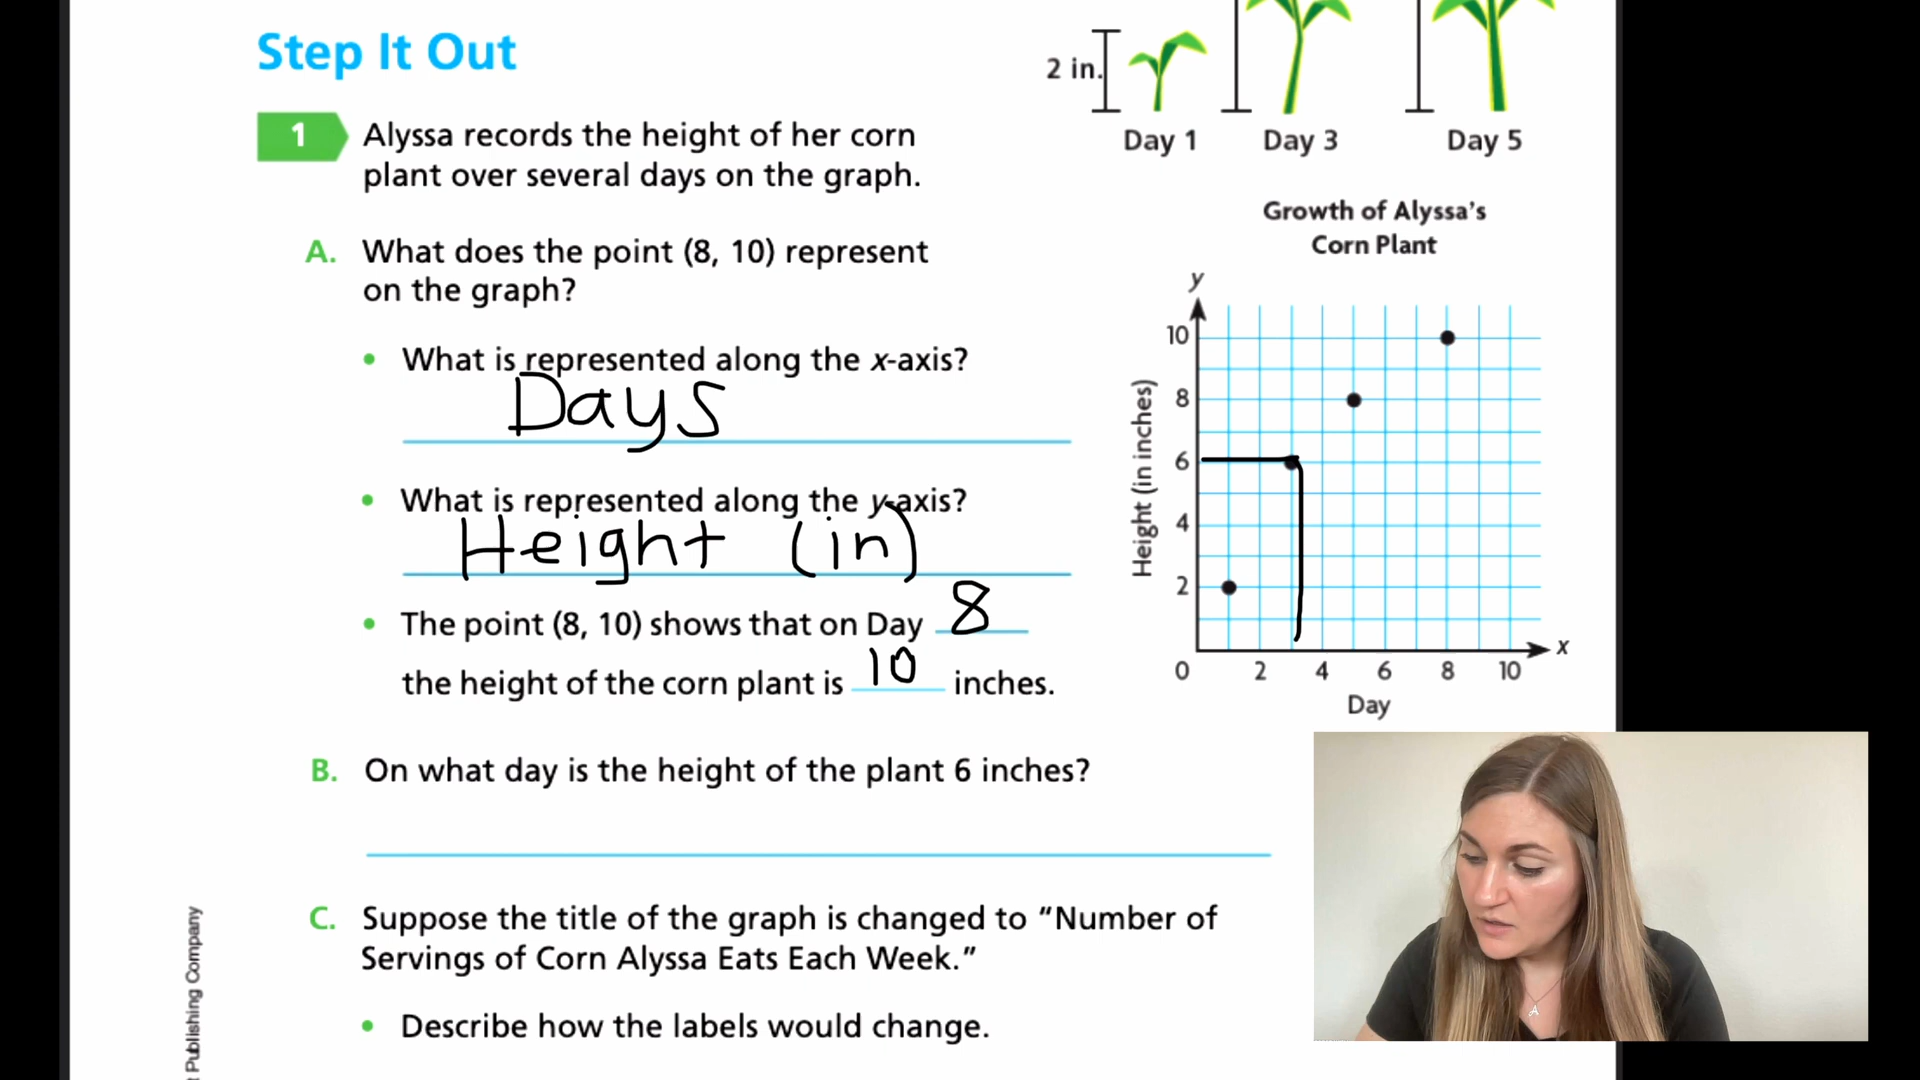 Step It Out
2 in.
Day 1 Day 3 Day 5
1 Alyssa records the height of her corn
plant over several days on the graph.
A. What does the point (8, 10) represent
on the graph?
• What is represented along the x-axis?
Days
• What is represented along the y-axis?
Height (in)
• The point (8, 10) shows that on Day 8
the height of the corn plant is 10 inches.
B. On what day is the height of the plant 6 inches?
C. Suppose the title of the graph is changed to “Number of
Servings of Corn Alyssa Eats Each Week.”
• Describe how the labels would change.
Growth of Alyssa’s
Corn Plant
y
10
8
6
4
2
Height (in inches)
0 2 4 6 8 10
x
Day
Publishing Company
A